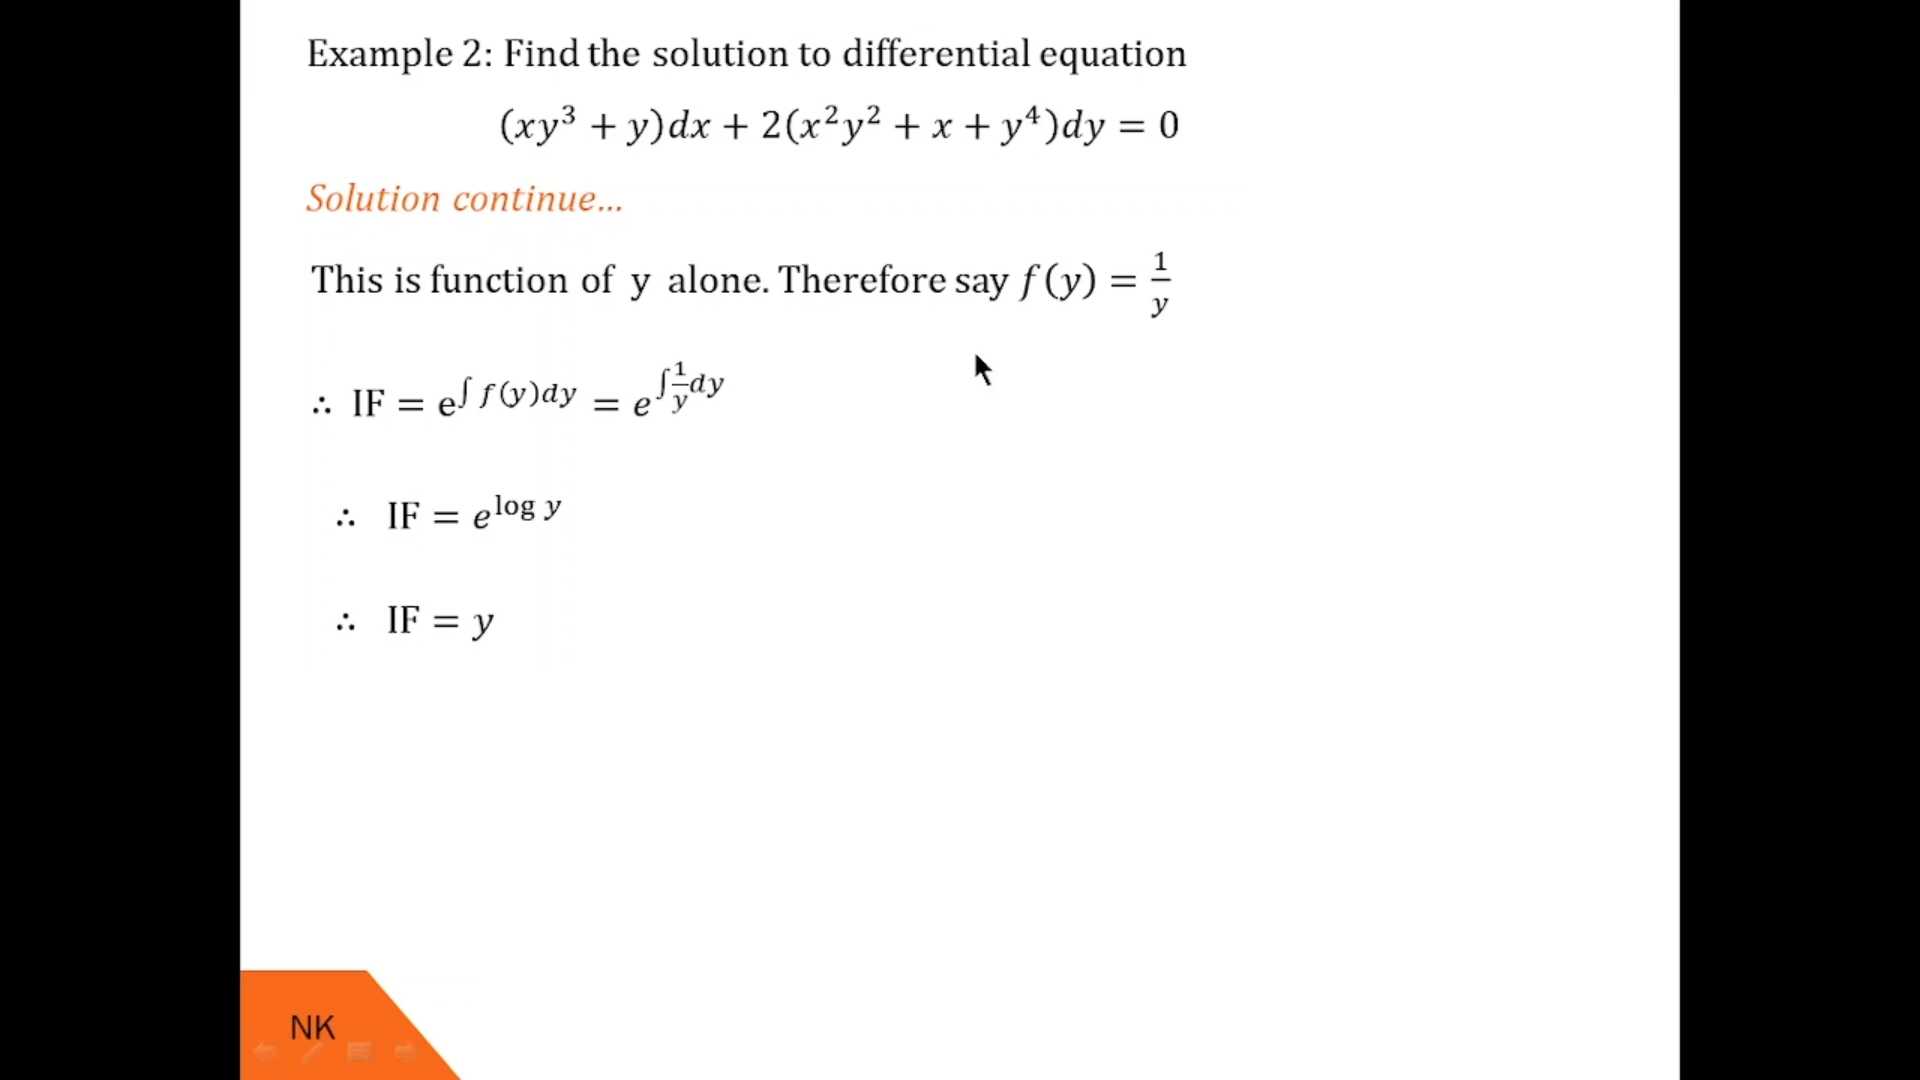 Example 2: Find the solution to differential equation
(xy³ + y)dx + 2(x²y² + x + y⁴)dy = 0
Solution continue...
This is function of y alone. Therefore say f(y) = 1/y
∴ IF = e^∫ f(y)dy = e^∫ 1/y dy
∴ IF = e^log y
∴ IF = y
NK